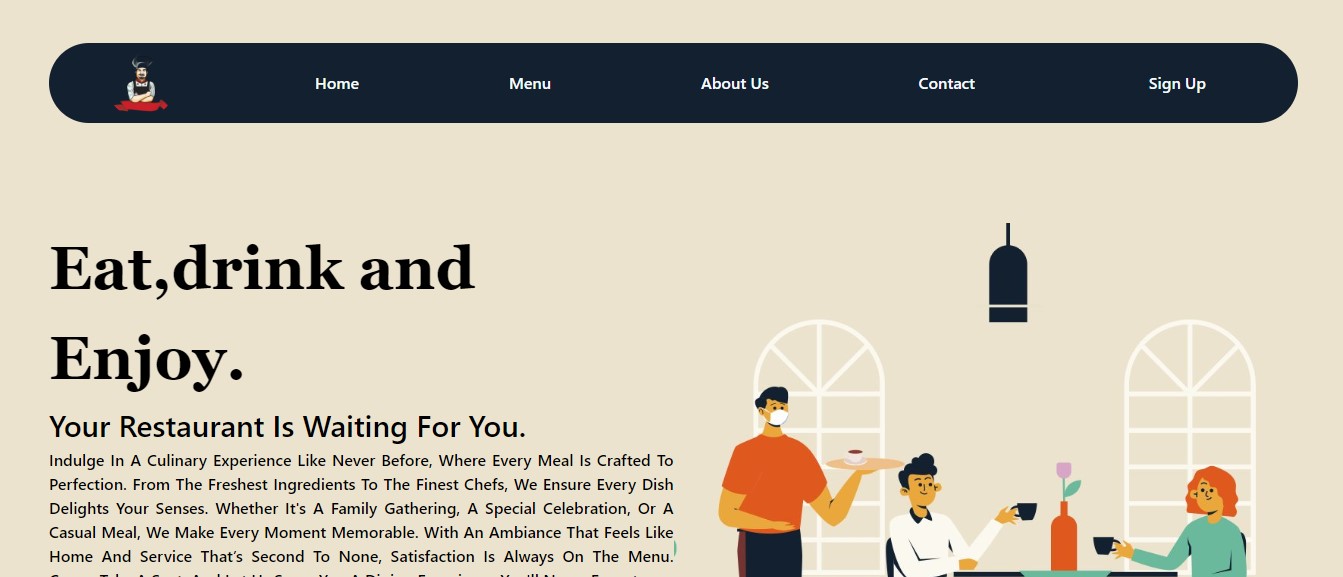 Home Menu About Us Contact Sign Up
Eat,drink and
Enjoy.
Your Restaurant Is Waiting For You.
Indulge In A Culinary Experience Like Never Before, Where Every Meal Is Crafted To
Perfection. From The Freshest Ingredients To The Finest Chefs, We Ensure Every Dish
Delights Your Senses. Whether It's A Family Gathering, A Special Celebration, Or A
Casual Meal, We Make Every Moment Memorable. With An Ambiance That Feels Like
Home And Service That's Second To None, Satisfaction Is Always On The Menu.